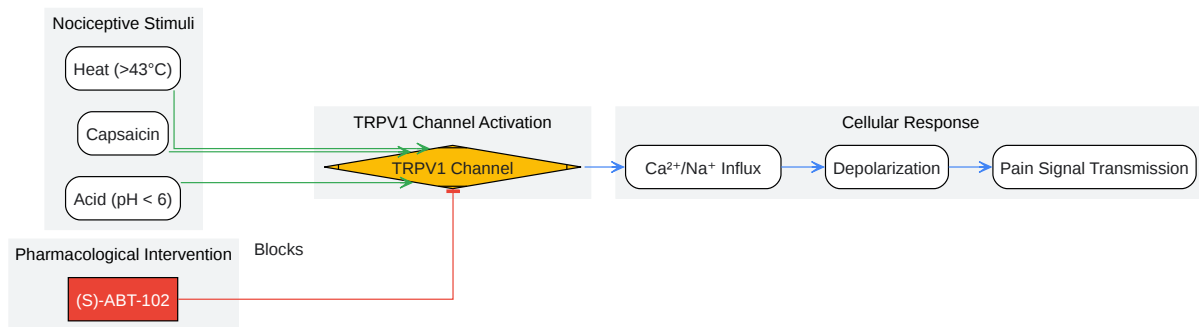 Nociceptive Stimuli
Heat (>43°C)
Capsaicin
Acid (pH < 6)
TRPV1 Channel Activation
TRPV1 Channel
Cellular Response
Ca²⁺/Na⁺ Influx
Depolarization
Pain Signal Transmission
Pharmacological Intervention
Blocks
(S)-ABT-102